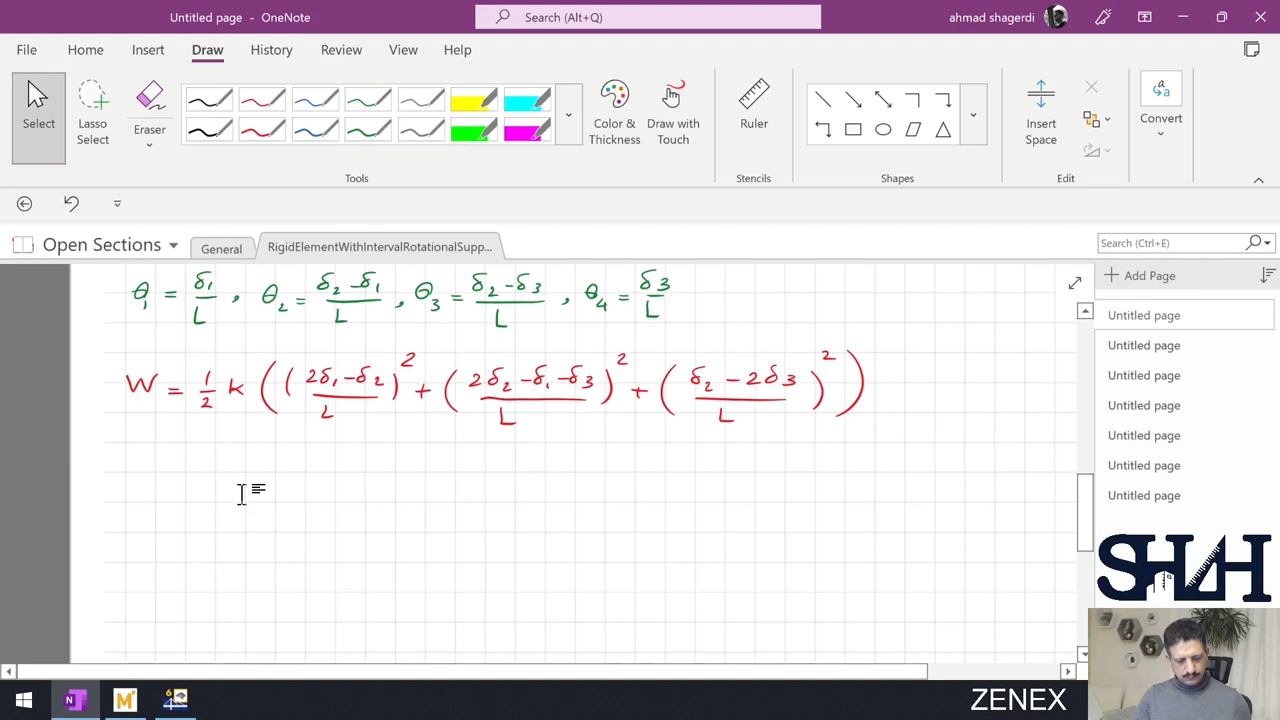 Untitled page - OneNote
Search (Alt+Q)
ahmad shagerdi
File Home Insert Draw History Review View Help
Select
Lasso Select
Eraser
Color & Thickness
Draw with Touch
Ruler
Insert Space
Convert
Tools
Stencils
Shapes
Edit
Open Sections
General
RigidElementWithIntervalRotationalSupp...
Search (Ctrl+E)
θ₁ = δ₁/L , θ₂ = (δ₂ - δ₁)/L , θ₃ = (δ₂ - δ₃)/L , θ₄ = δ₃/L
W = 1/2 k ( ( (2δ₁ - δ₂)/L )² + ( (2δ₂ - δ₁ - δ₃)/L )² + ( (δ₂ - 2δ₃)/L )² )
Add Page
Untitled page
Untitled page
Untitled page
Untitled page
Untitled page
Untitled page
Untitled page
SHZH
ZENEX